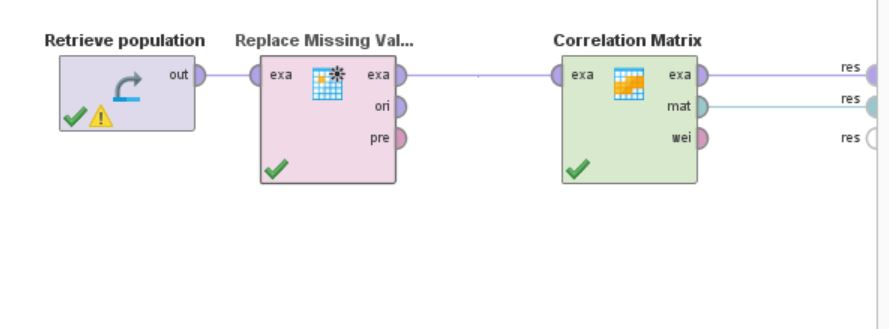 Retrieve population
Replace Missing Val...
Correlation Matrix
out
exa
exa
ori
pre
exa
exa
mat
wei
res
res
res